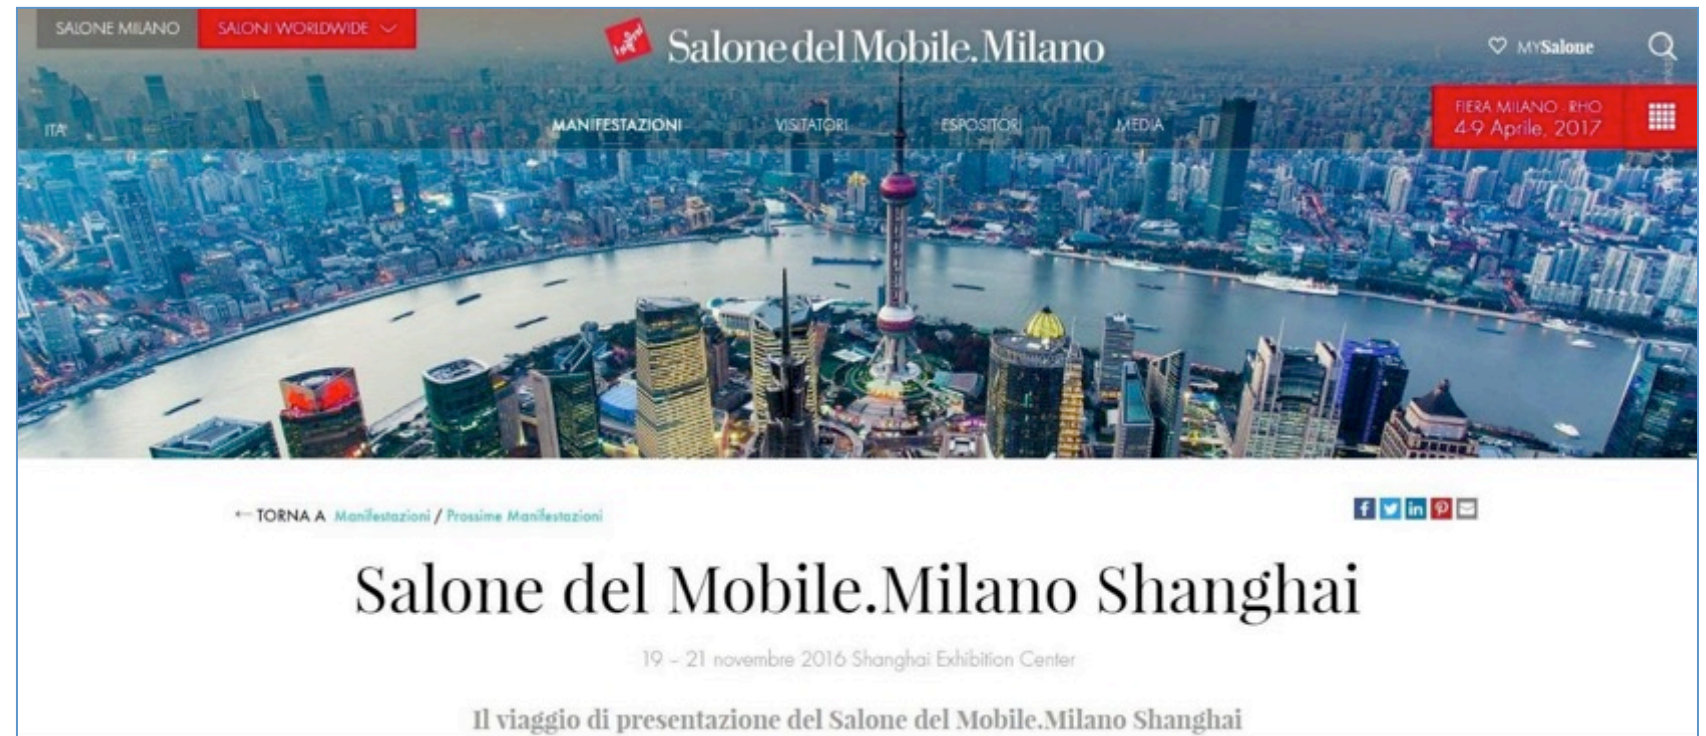 SALONE MILANO
SALONI WORLDWIDE
i saloni
Salone del Mobile.Milano
MYSalone
ITA
MANIFESTAZIONI
VISITATORI
ESPOSITORI
MEDIA
FIERA MILANO . RHO
4-9 Aprile, 2017
← TORNA A Manifestazioni / Prossime Manifestazioni
Salone del Mobile.Milano Shanghai
19 – 21 novembre 2016 Shanghai Exhibition Center
Il viaggio di presentazione del Salone del Mobile.Milano Shanghai